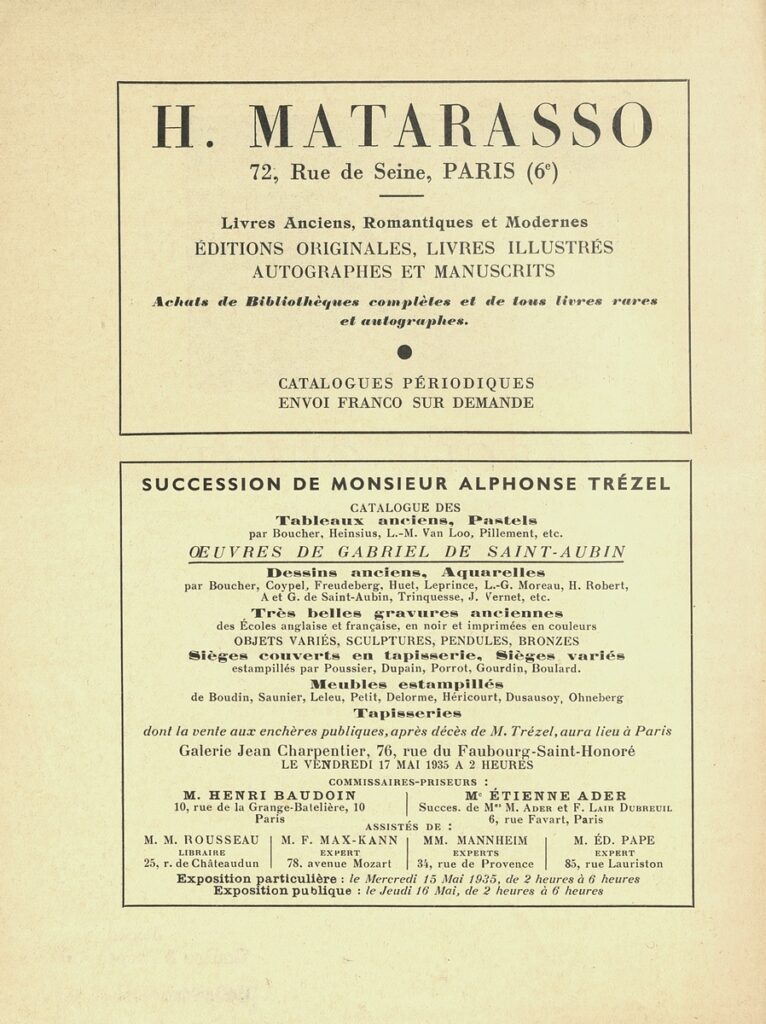 H. MATARASSO
72, Rue de Seine, PARIS (6e)
Livres Anciens, Romantiques et Modernes
ÉDITIONS ORIGINALES, LIVRES ILLUSTRÉS
AUTOGRAPHES ET MANUSCRITS
Achats de Bibliothèques complètes et de tous livres rares
et autographes.
CATALOGUES PÉRIODIQUES
ENVOI FRANCO SUR DEMANDE
SUCCESSION DE MONSIEUR ALPHONSE TRÉZEL
CATALOGUE DES
Tableaux anciens, Pastels
par Boucher, Heinsius, L.-M. Van Loo, Pillement, etc.
ŒUVRES DE GABRIEL DE SAINT-AUBIN
Dessins anciens, Aquarelles
par Boucher, Coypel, Freudeberg, Huet, Leprince, L.-G. Moreau, H. Robert,
A et G. de Saint-Aubin, Trinquesse, J. Vernet, etc.
Très belles gravures anciennes
des Écoles anglaise et française, en noir et imprimées en couleurs
OBJETS VARIÉS, SCULPTURES, PENDULES, BRONZES
Sièges couverts en tapisserie, Sièges variés
estampillés par Poussier, Dupain, Porrot, Gourdin, Boulard.
Meubles estampillés
de Boudin, Saunier, Leleu, Petit, Delorme, Héricourt, Dusausoy, Ohneberg
Tapisseries
dont la vente aux enchères publiques, après décès de M. Trézel, aura lieu à Paris
Galerie Jean Charpentier, 76, rue du Faubourg-Saint-Honoré
LE VENDREDI 17 MAI 1935 A 2 HEURES
COMMISSAIRES-PRISEURS :
M. HENRI BAUDOIN
10, rue de la Grange-Batelière, 10
Paris
Me ÉTIENNE ADER
Succes. de Mes M. ADER et F. LAIR DUBREUIL
6, rue Favart, Paris
ASSISTÉS DE :
M. M. ROUSSEAU
LIBRAIRE
25, r. de Châteaudun
M. F. MAX-KANN
EXPERT
78, avenue Mozart
MM. MANNHEIM
EXPERTS
34, rue de Provence
M. ÉD. PAPE
EXPERT
85, rue Lauriston
Exposition particulière : le Mercredi 15 Mai 1935, de 2 heures à 6 heures
Exposition publique : le Jeudi 16 Mai, de 2 heures à 6 heures